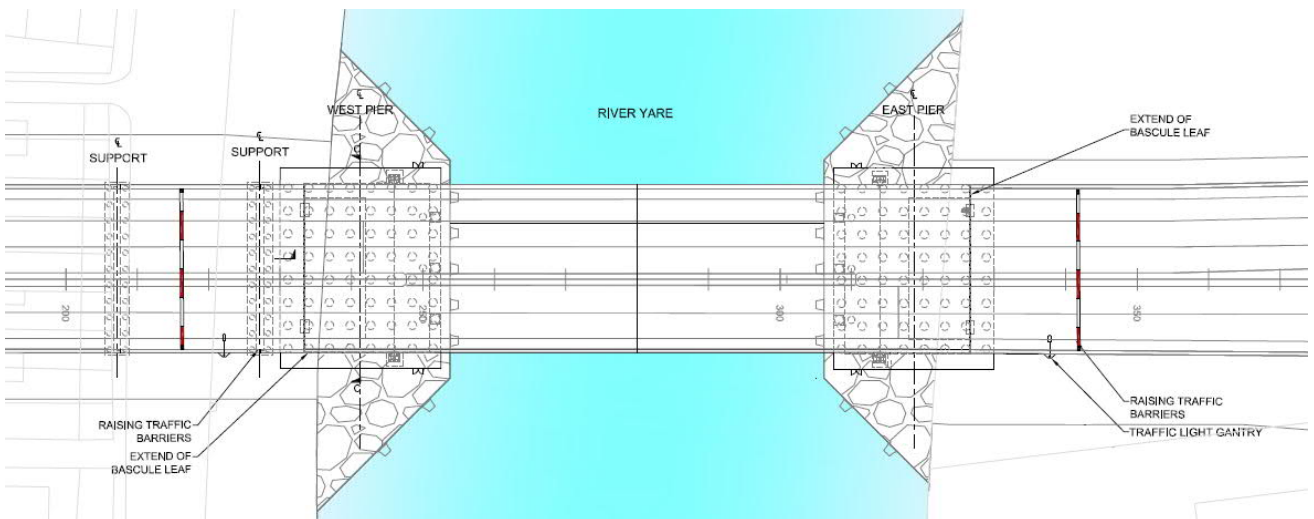 ℄
WEST PIER
RIVER YARE
℄
EAST PIER
EXTEND OF
BASCULE LEAF
℄
SUPPORT
℄
SUPPORT
C
200
250
300
350
C
RAISING TRAFFIC
BARRIERS
EXTEND OF
BASCULE LEAF
RAISING TRAFFIC
BARRIERS
TRAFFIC LIGHT GANTRY